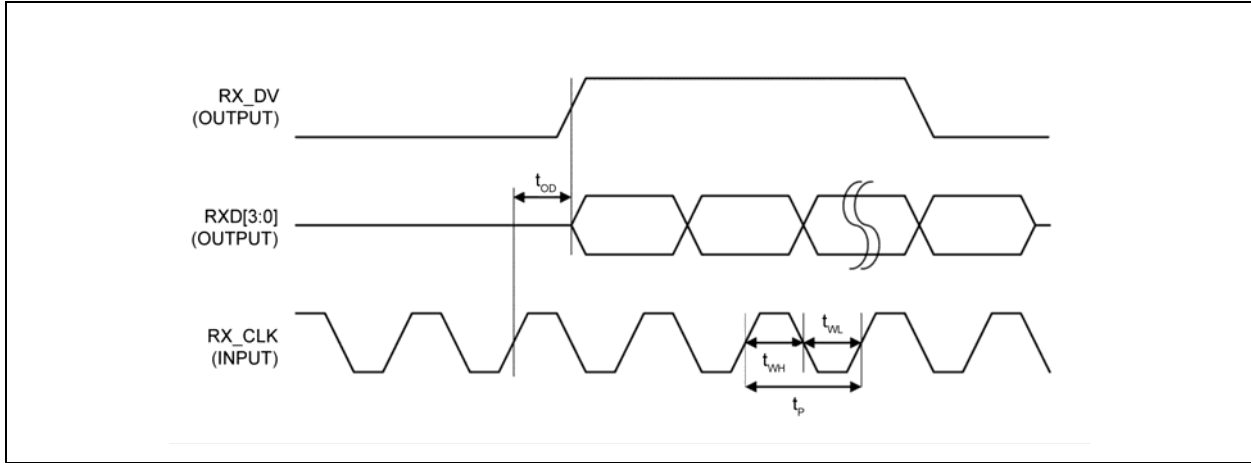 RX_DV
(OUTPUT)
tOD
RXD[3:0]
(OUTPUT)
RX_CLK
(INPUT)
tWL
tWH
tP